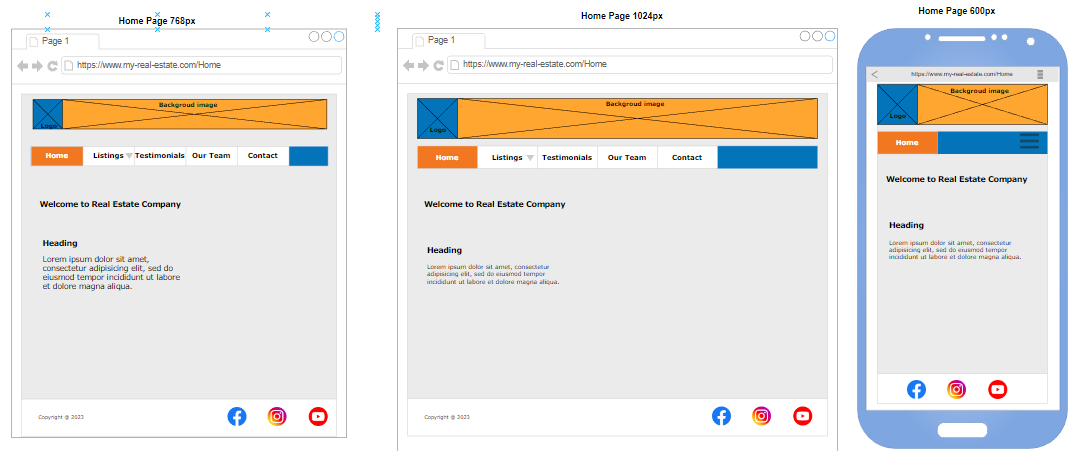 Home Page 768px
Page 1
https://www.my-real-estate.com/Home
Backgroud image
Logo
Home
Listings
Testimonials
Our Team
Contact
Welcome to Real Estate Company
Heading
Lorem ipsum dolor sit amet,
consectetur adipisicing elit, sed do
eiusmod tempor incididunt ut labore
et dolore magna aliqua.
Copyright @ 2023
Home Page 1024px
Page 1
https://www.my-real-estate.com/Home
Backgroud image
Logo
Home
Listings
Testimonials
Our Team
Contact
Welcome to Real Estate Company
Heading
Lorem ipsum dolor sit amet, consectetur
adipisicing elit, sed do eiusmod tempor
incididunt ut labore et dolore magna aliqua.
Copyright @ 2023
Home Page 600px
https://www.my-real-estate.com/Home
Backgroud image
Logo
Home
Welcome to Real Estate Company
Heading
Lorem ipsum dolor sit amet, consectetur
adipisicing elit, sed do eiusmod tempor
incididunt ut labore et dolore magna aliqua.